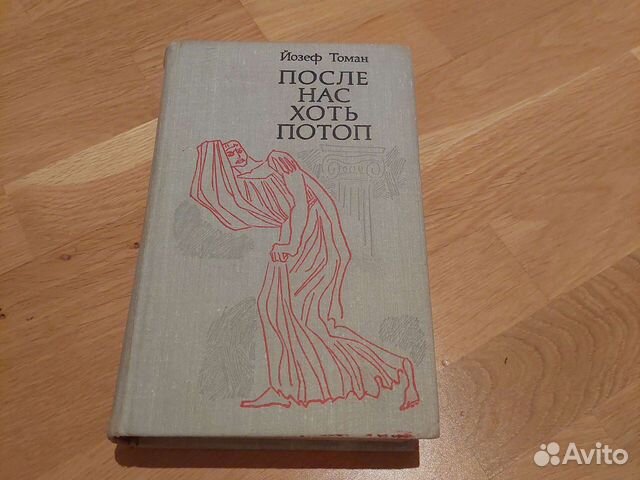 Йозеф Томан
ПОСЛЕ
НАС
ХОТЬ
ПОТОП
Avito